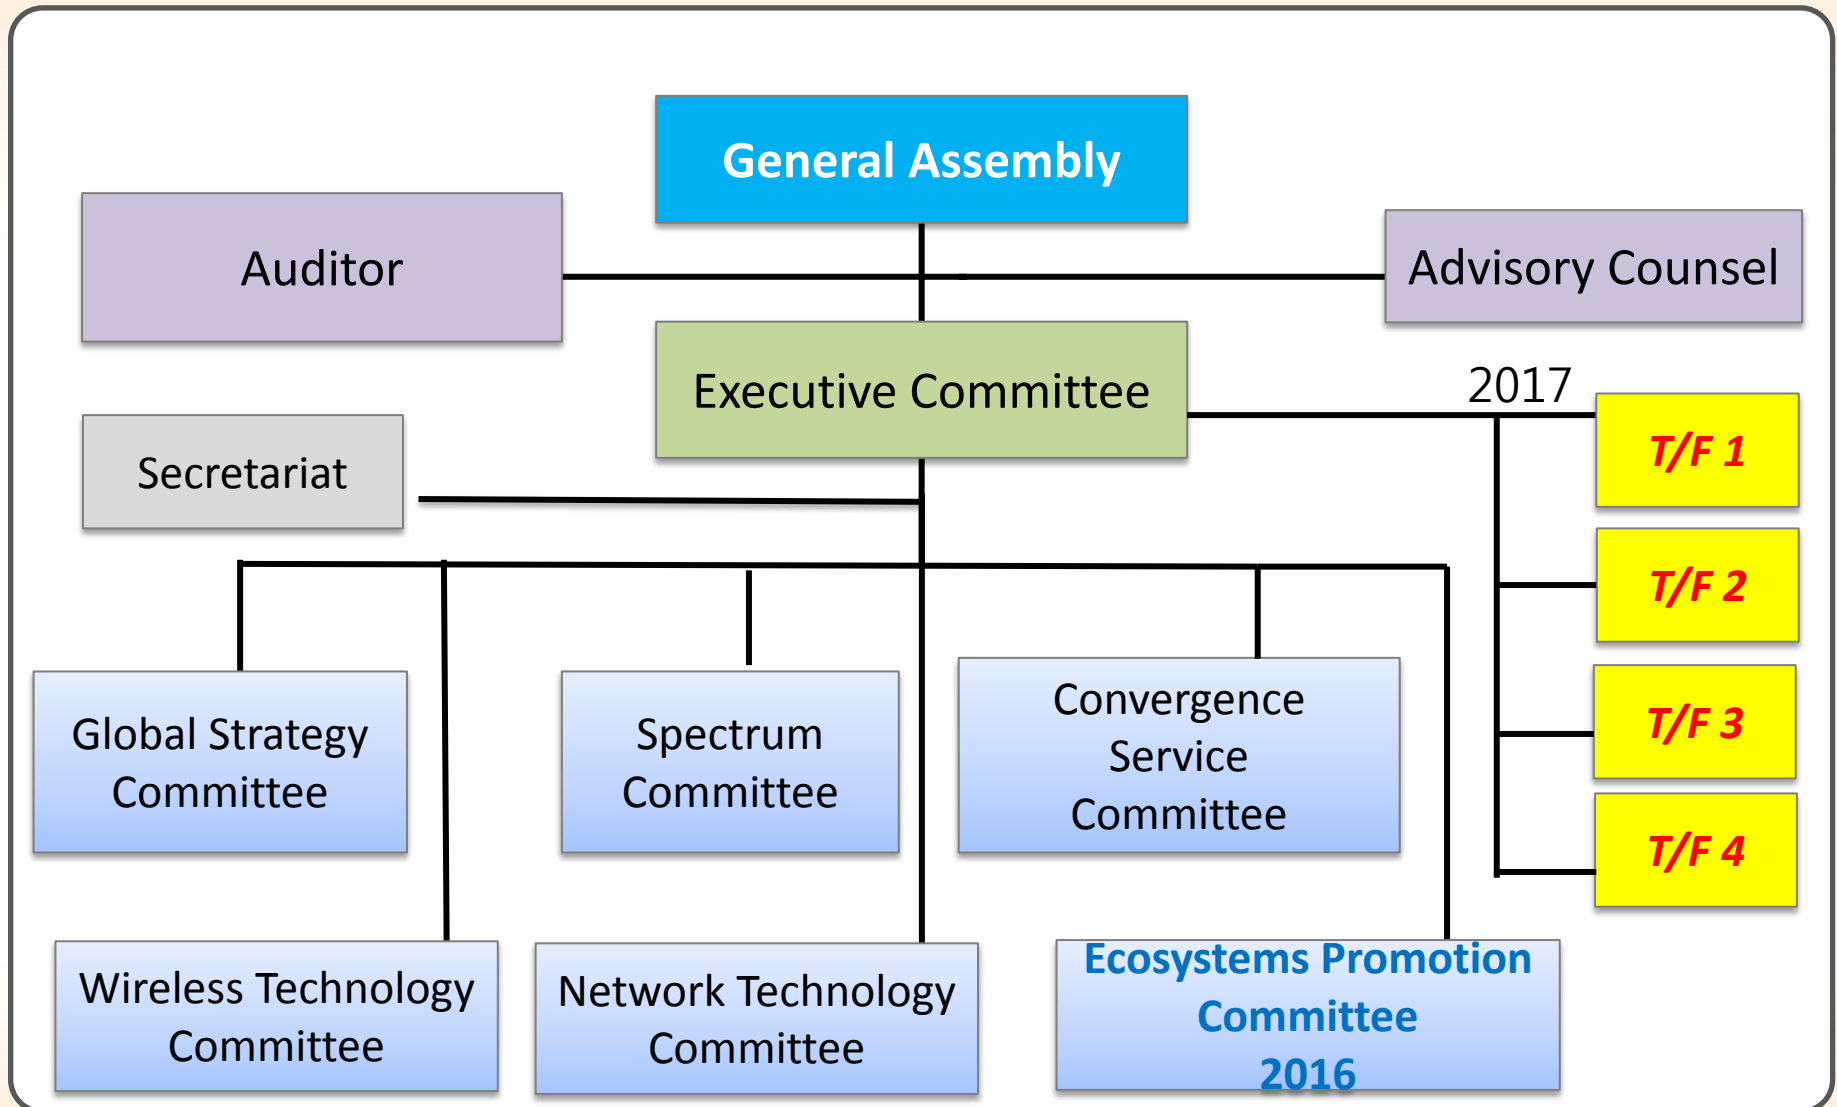 General Assembly
Auditor
Advisory Counsel
Executive Committee
2017
T/F 1
Secretariat
T/F 2
Global Strategy
Committee
Spectrum
Committee
Convergence
Service
Committee
T/F 3
T/F 4
Wireless Technology
Committee
Network Technology
Committee
Ecosystems Promotion
Committee
2016